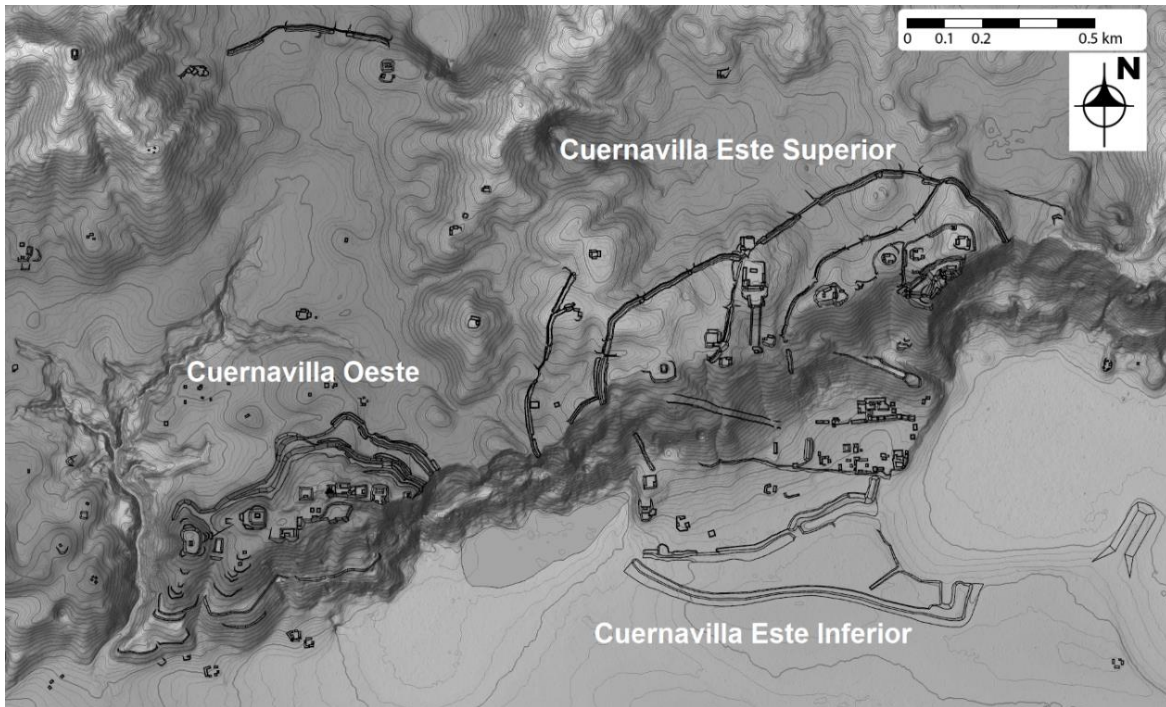 0 0.1 0.2 0.5 km
N
Cuernavilla Este Superior
Cuernavilla Oeste
Cuernavilla Este Inferior